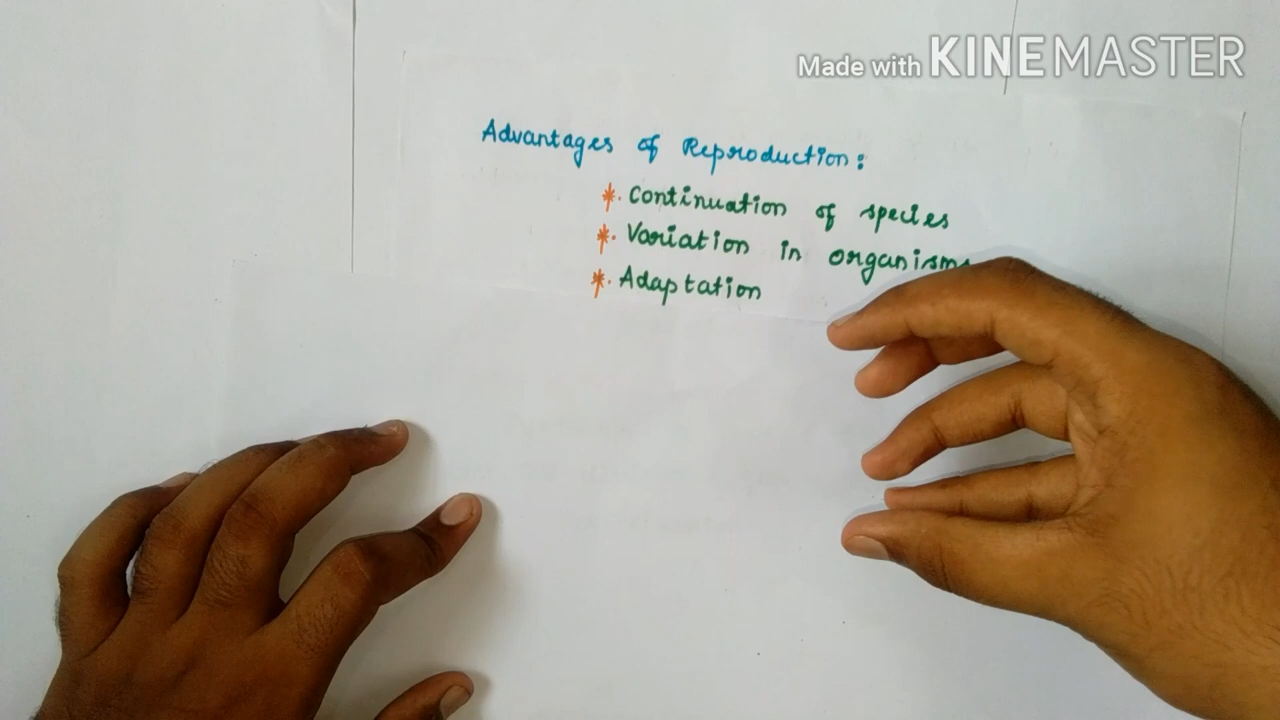 Made with KINEMASTER
Advantages of Reproduction:
*. Continuation of species
*. Variation in organisms
*. Adaptation